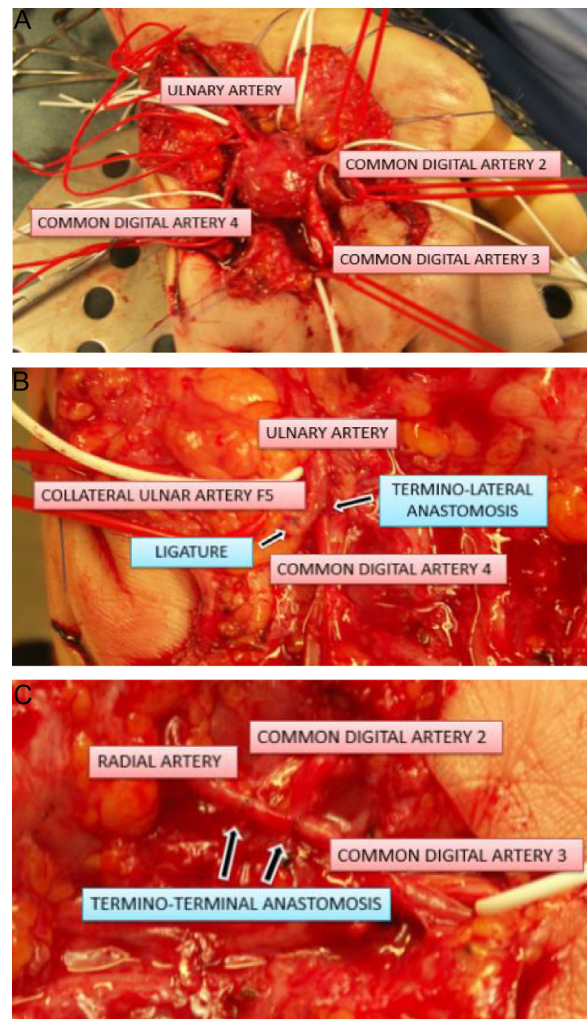 A
ULNARY ARTERY
COMMON DIGITAL ARTERY 2
COMMON DIGITAL ARTERY 4
COMMON DIGITAL ARTERY 3
B
ULNARY ARTERY
COLLATERAL ULNAR ARTERY F5
TERMINO-LATERAL
ANASTOMOSIS
LIGATURE
COMMON DIGITAL ARTERY 4
C
COMMON DIGITAL ARTERY 2
RADIAL ARTERY
COMMON DIGITAL ARTERY 3
TERMINO-TERMINAL ANASTOMOSIS